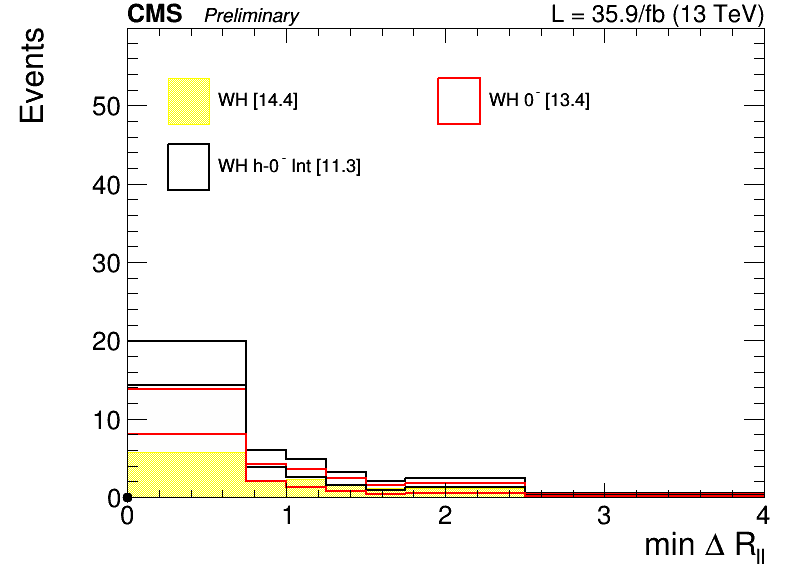 CMS Preliminary L = 35.9/fb (13 TeV)
Events
50
40
30
20
10
0
WH [14.4]
WH 0⁻ [13.4]
WH h-0⁻ Int [11.3]
0 1 2 3 4
min Δ R_ll